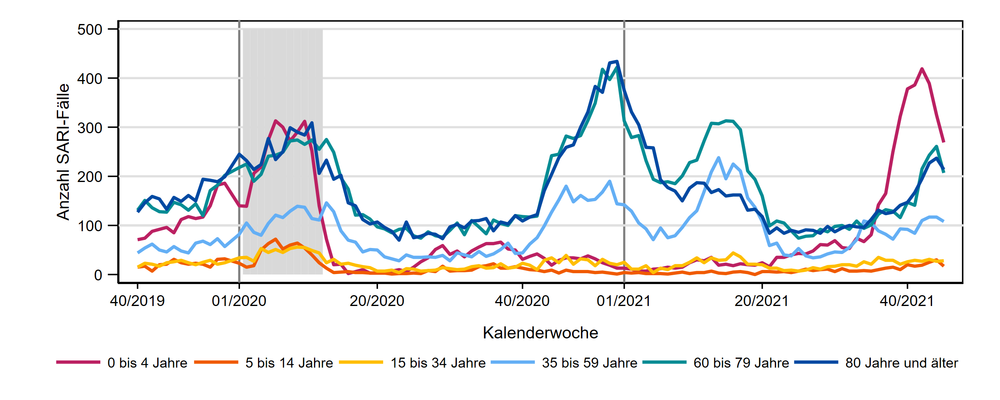 500
400
300
200
100
0
Anzahl SARI-Fälle
40/2019 01/2020 20/2020 40/2020 01/2021 20/2021 40/2021
Kalenderwoche
0 bis 4 Jahre 5 bis 14 Jahre 15 bis 34 Jahre 35 bis 59 Jahre 60 bis 79 Jahre 80 Jahre und älter